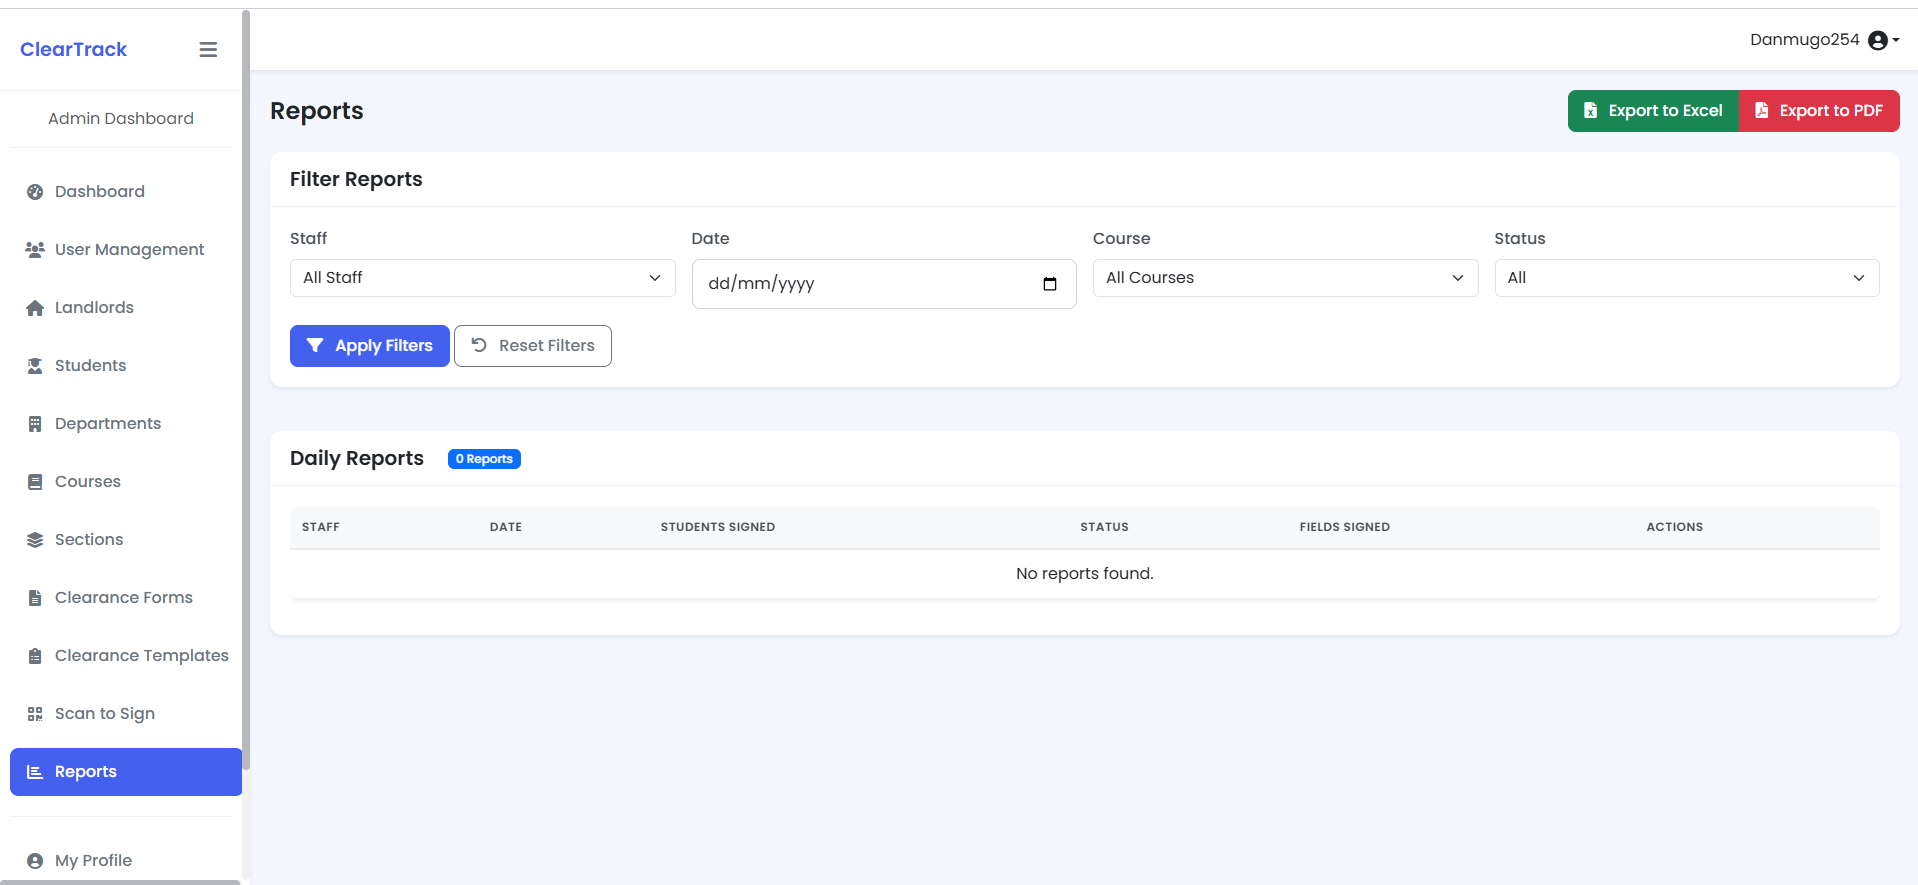 ClearTrack
Danmugo254
Admin Dashboard
Dashboard
User Management
Landlords
Students
Departments
Courses
Sections
Clearance Forms
Clearance Templates
Scan to Sign
Reports
My Profile
Reports
Export to Excel
Export to PDF
Filter Reports
Staff
Date
Course
Status
All Staff
dd/mm/yyyy
All Courses
All
Apply Filters
Reset Filters
Daily Reports
0 Reports
STAFF
DATE
STUDENTS SIGNED
STATUS
FIELDS SIGNED
ACTIONS
No reports found.